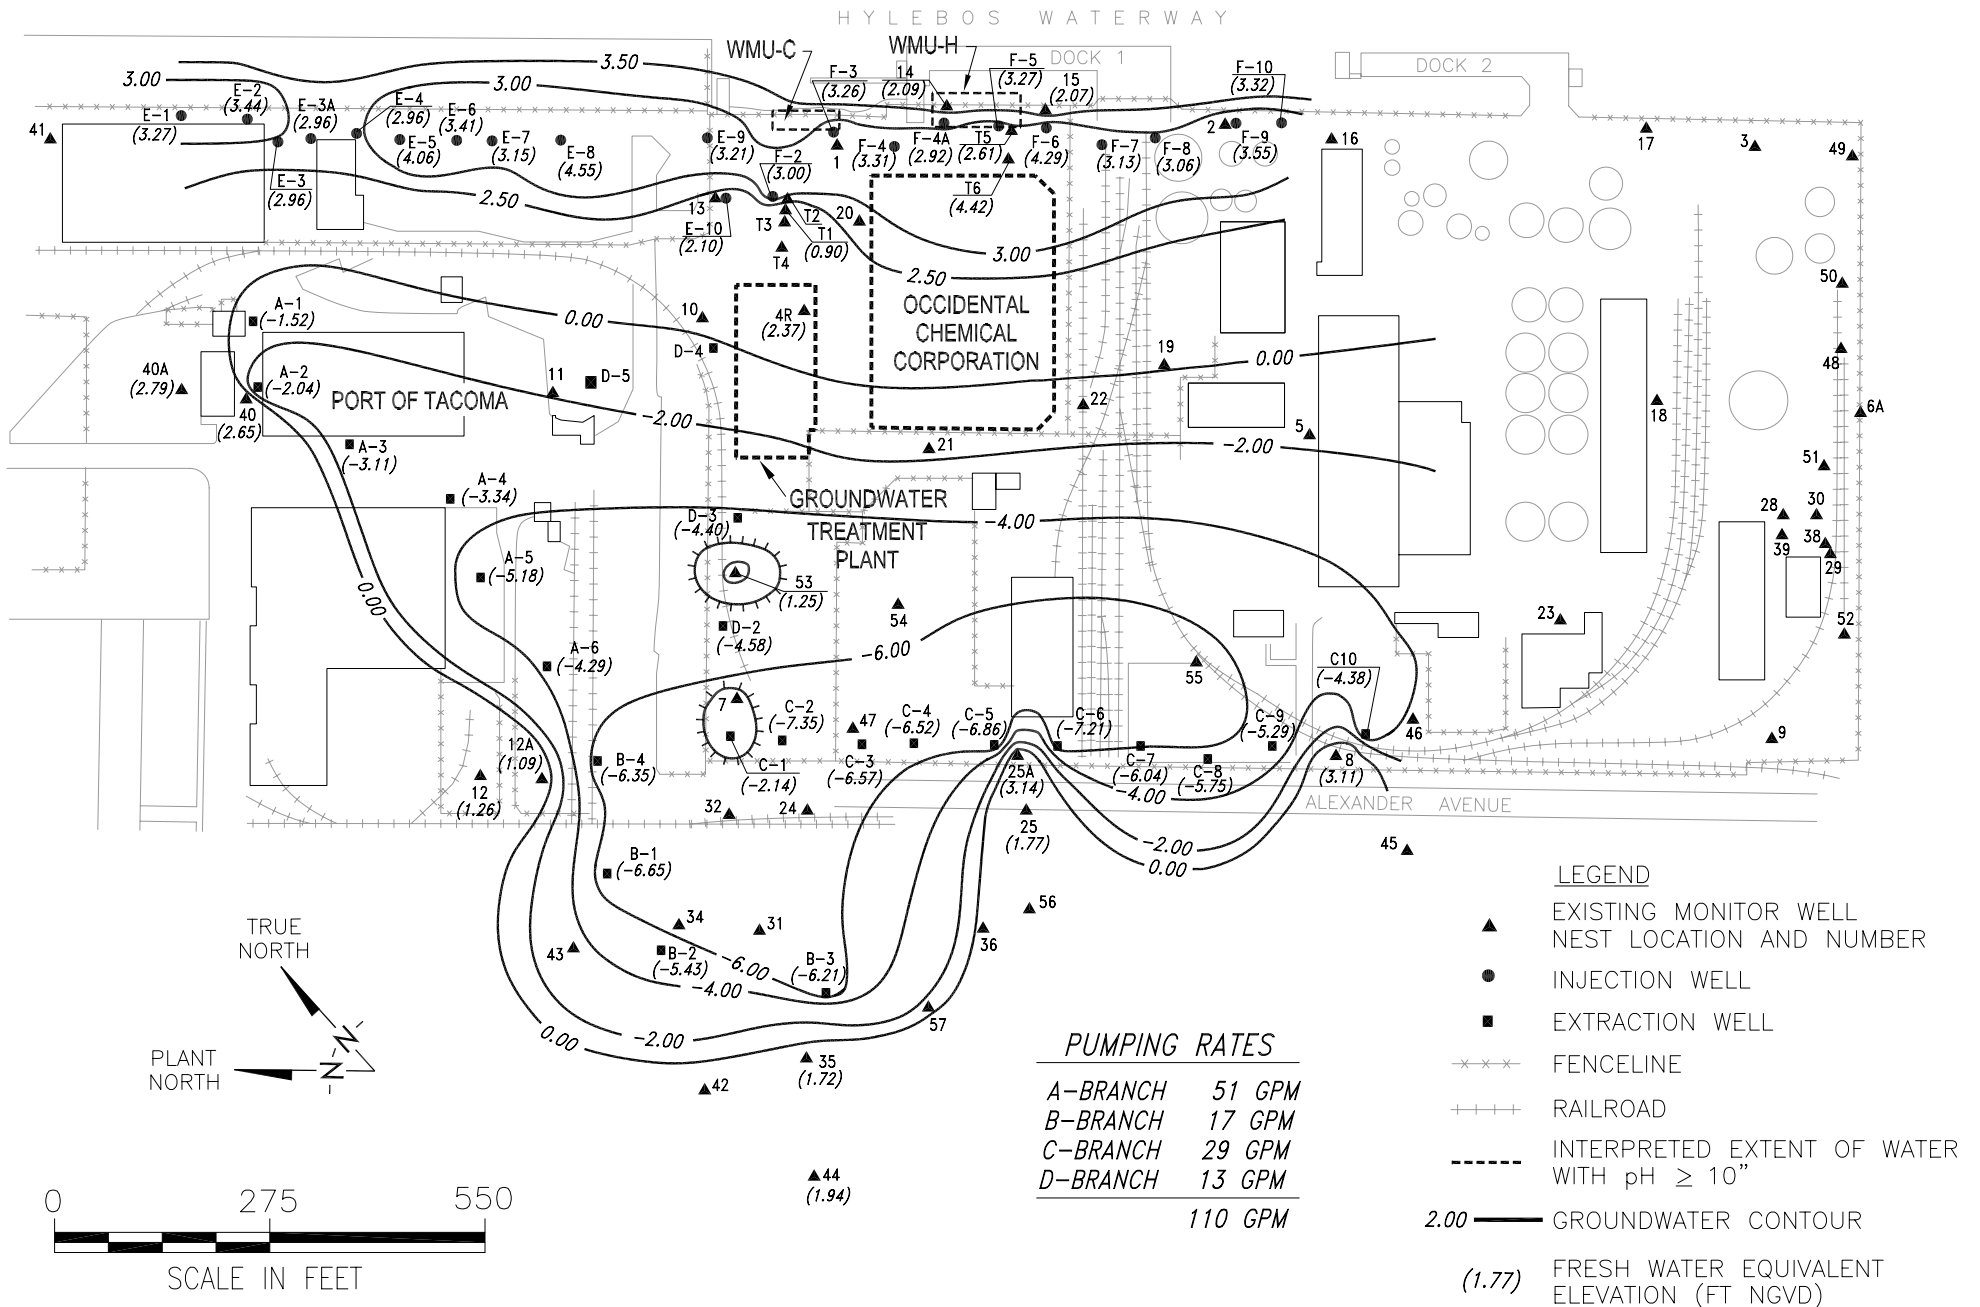 HYLEBOS WATERWAY
WMU-C
WMU-H
DOCK 1
DOCK 2
3.50
3.00
3.00
F-3
(3.26)
14
(2.09)
F-5
(3.27)
15
(2.07)
F-10
(3.32)
E-1
(3.27)
E-2
(3.44)
E-3A
(2.96)
E-4
(2.96)
E-6
(3.41)
E-5
(4.06)
E-7
(3.15)
E-8
(4.55)
E-9
(3.21)
F-2
(3.00)
1
F-4
(3.31)
F-4A
(2.92)
T5
(2.61)
F-6
(4.29)
F-7
(3.13)
F-8
(3.06)
2
F-9
(3.55)
16
17
3
49
41
E-3
(2.96)
2.50
13
E-10
(2.10)
T3
T2
T1
(0.90)
T4
20
T6
(4.42)
3.00
2.50
50
A-1
(-1.52)
0.00
10
4R
(2.37)
OCCIDENTAL
CHEMICAL
CORPORATION
D-4
19
0.00
48
40A
(2.79)
A-2
(-2.04)
40
(2.65)
PORT OF TACOMA
11
D-5
-2.00
22
5
18
6A
A-3
(-3.11)
21
-2.00
51
A-4
(-3.34)
GROUNDWATER
TREATMENT
PLANT
D-3
(-4.40)
-4.00
28
30
39
38
29
A-5
(-5.18)
0.00
53
(1.25)
54
D-2
(-4.58)
23
52
A-6
(-4.29)
-6.00
55
C10
(-4.38)
7
C-2
(-7.35)
47
C-4
(-6.52)
C-5
(-6.86)
C-6
(-7.21)
C-9
(-5.29)
46
9
12A
(1.09)
12
(1.26)
B-4
(-6.35)
C-1
(-2.14)
C-3
(-6.57)
25A
(3.14)
C-7
(-6.04)
C-8
(-5.75)
8
(3.11)
-4.00
ALEXANDER AVENUE
32
24
25
(1.77)
-2.00
0.00
45
B-1
(-6.65)
34
31
56
36
43
B-2
(-5.43)
B-3
(-6.21)
-6.00
-4.00
57
0.00
-2.00
35
(1.72)
42
44
(1.94)
TRUE
NORTH
N
PLANT
NORTH
N
0 275 550
SCALE IN FEET
PUMPING RATES
A-BRANCH 51 GPM
B-BRANCH 17 GPM
C-BRANCH 29 GPM
D-BRANCH 13 GPM
110 GPM
LEGEND
EXISTING MONITOR WELL
NEST LOCATION AND NUMBER
INJECTION WELL
EXTRACTION WELL
FENCELINE
RAILROAD
INTERPRETED EXTENT OF WATER
WITH pH ≥ 10"
2.00 GROUNDWATER CONTOUR
(1.77) FRESH WATER EQUIVALENT
ELEVATION (FT NGVD)